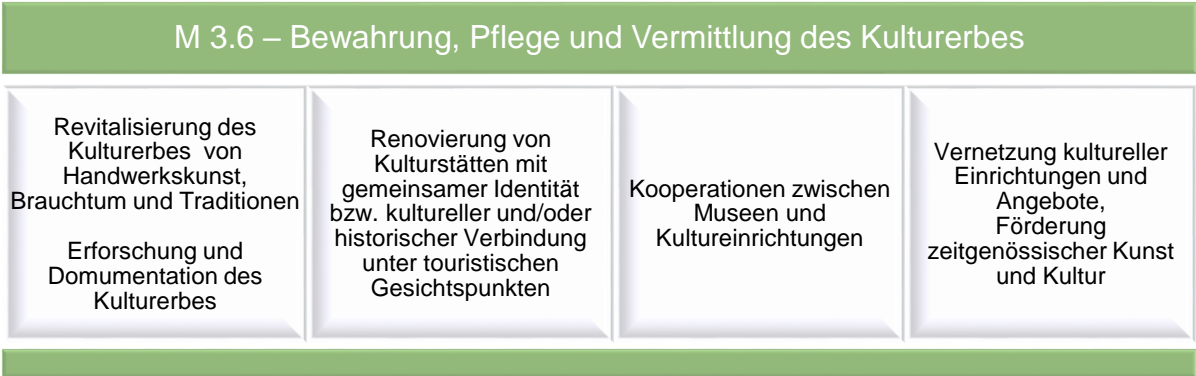 M 3.6 – Bewahrung, Pflege und Vermittlung des Kulturerbes
Revitalisierung des
Kulturerbes von
Handwerkskunst,
Brauchtum und Traditionen
Erforschung und
Domumentation des
Kulturerbes
Renovierung von
Kulturstätten mit
gemeinsamer Identität
bzw. kultureller und/oder
historischer Verbindung
unter touristischen
Gesichtspunkten
Kooperationen zwischen
Museen und
Kultureinrichtungen
Vernetzung kultureller
Einrichtungen und
Angebote,
Förderung
zeitgenössischer Kunst
und Kultur